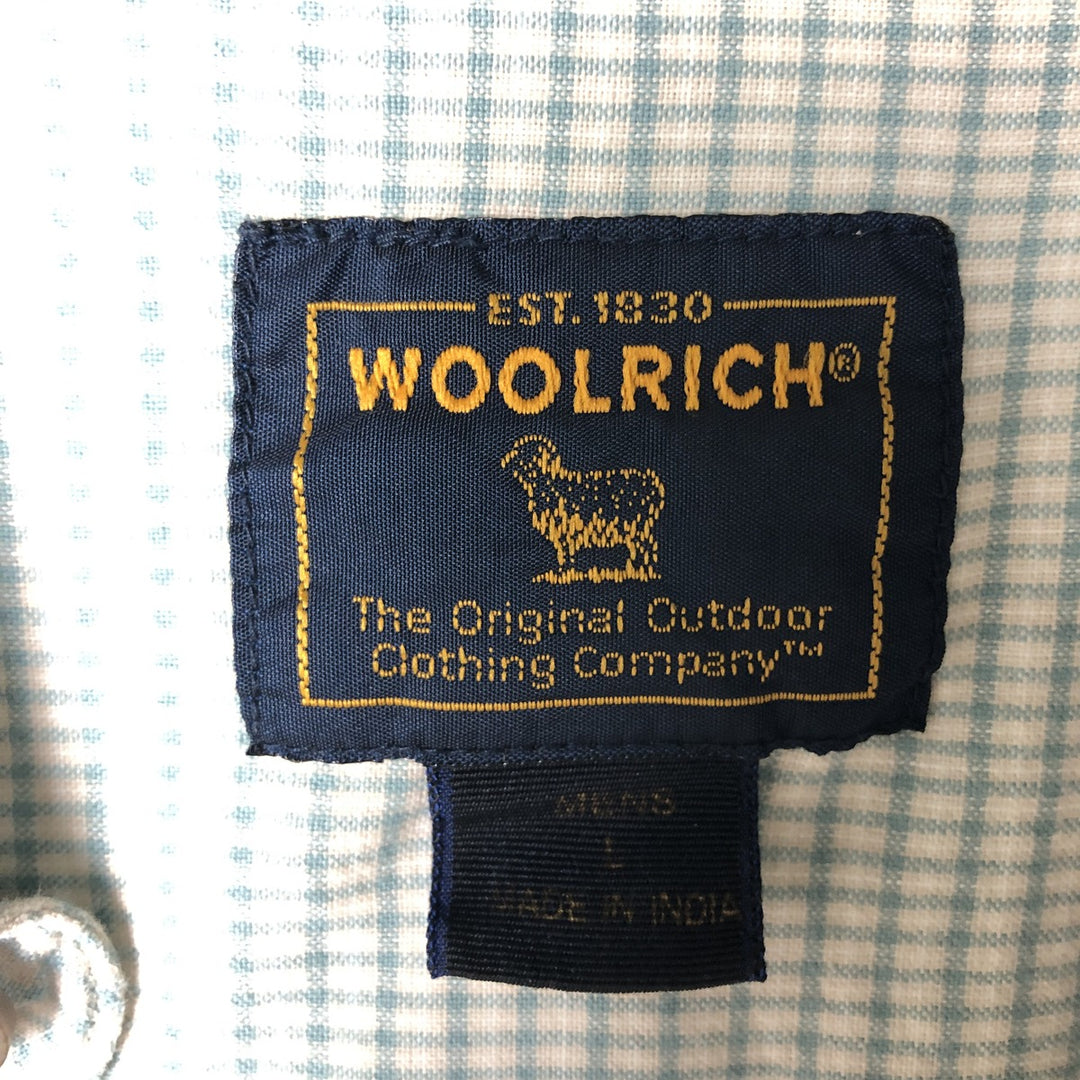 EST. 1830
WOOLRICH®
The Original Outdoor
Clothing Company™
MENS
L
MADE IN INDIA